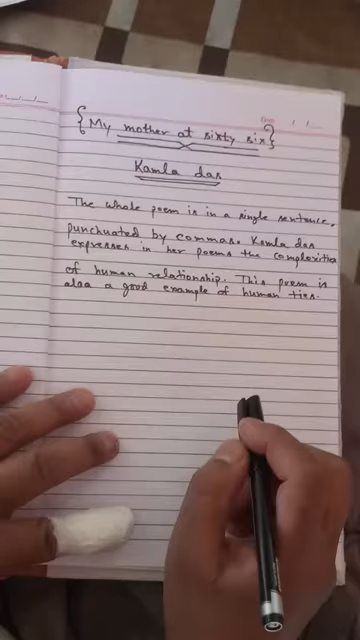 {My mother at sixty six}
Kamla das
The whole poem is in a single sentence,
punchuated by commas. Kamla das
expresses in her poems the complexities
of human relationship. This poem is
also a good example of human ties.